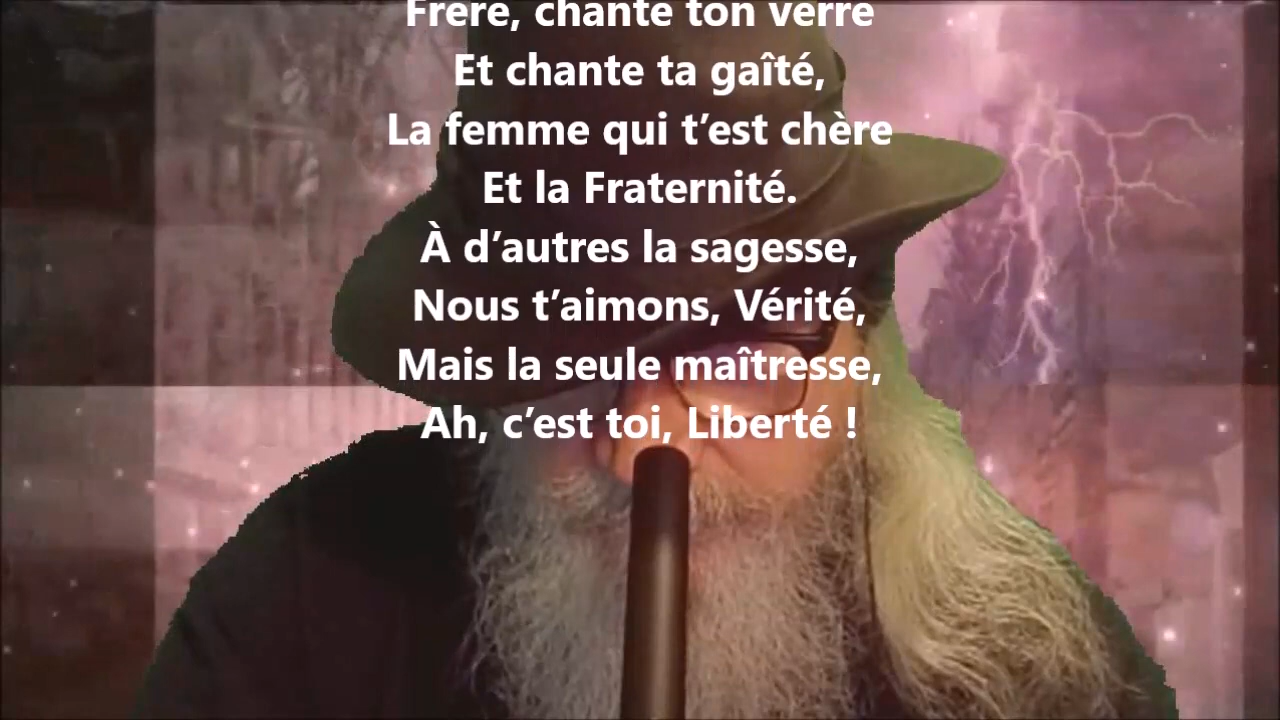 Frère, chante ton verre
Et chante ta gaîté,
La femme qui t’est chère
Et la Fraternité.
À d’autres la sagesse,
Nous t’aimons, Vérité,
Mais la seule maîtresse,
Ah, c’est toi, Liberté !